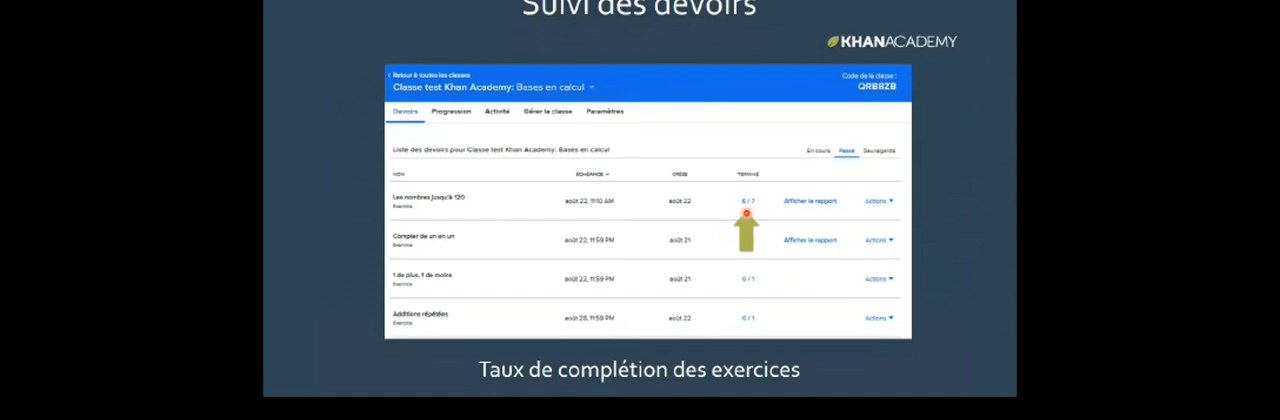 Suivi des devoirs
KHANACADEMY
Retour à toutes les classes
Code de la classe :
Classe test Khan Academy: Bases en calcul
QRB8ZB
Devoirs Progression Activité Gérer la classe Paramètres
Liste des devoirs pour Classe test Khan Academy: Bases en calcul
En cours Passé Sauvegardé
NOM ÉCHÉANCE CRÉÉE TERMINÉ
Les nombres jusqu'à 120 août 22, 11:10 AM août 22 6 / 7 Afficher le rapport Actions
Exercice
Compter de un en un août 22, 11:59 PM août 21 Afficher le rapport Actions
Exercice
1 de plus, 1 de moins août 22, 11:59 PM août 21 0 / 1 Actions
Exercice
Additions répétées août 28, 11:59 PM août 22 0 / 1 Actions
Exercice
Taux de complétion des exercices